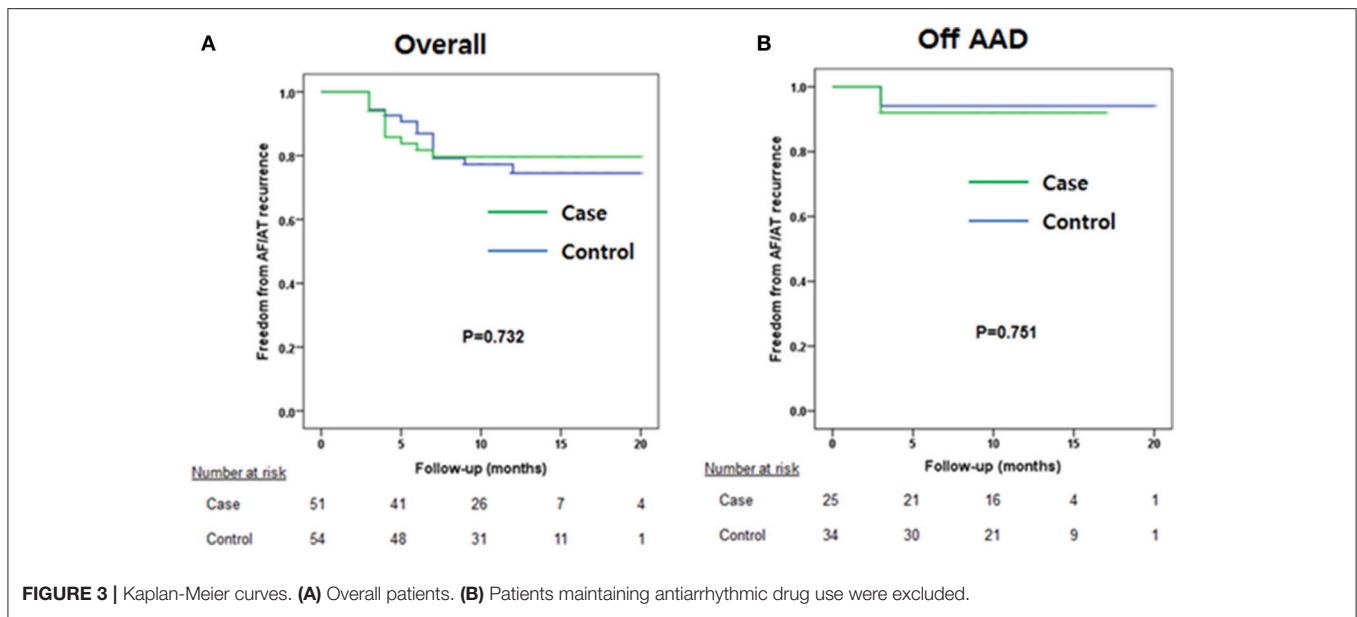 A
Overall
Freedom from AF/AT recurrence
1.0
0.8
0.6
0.4
0.2
0.0
Case
Control
P=0.732
0 5 10 15 20
Follow-up (months)
Number at risk
Case 51 41 26 7 4
Control 54 48 31 11 1
B
Off AAD
Freedom from AF/AT recurrence
1.0
0.8
0.6
0.4
0.2
0.0
Case
Control
P=0.751
0 5 10 15 20
Follow-up (months)
Number at risk
Case 25 21 16 4 1
Control 34 30 21 9 1
FIGURE 3 | Kaplan-Meier curves. (A) Overall patients. (B) Patients maintaining antiarrhythmic drug use were excluded.